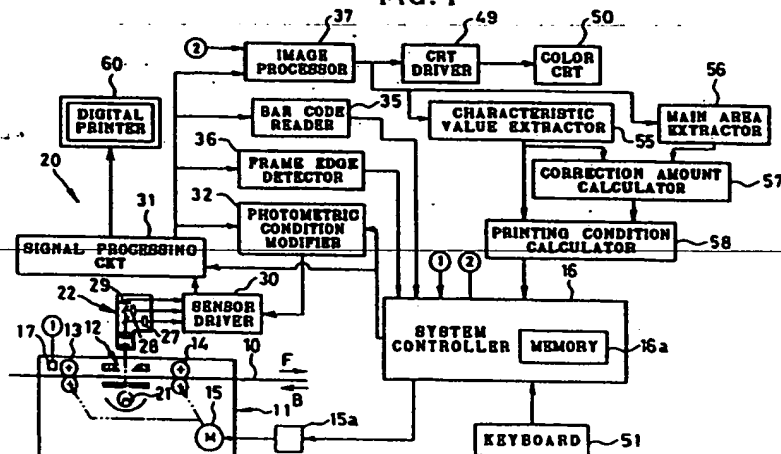 FIG. 1
37
49
50
2
IMAGE PROCESSOR
CRT DRIVER
COLOR CRT
60
DIGITAL PRINTER
35
BAR CODE READER
CHARACTERISTIC VALUE EXTRACTOR
55
56
MAIN AREA EXTRACTOR
36
FRAME EDGE DETECTOR
20
CORRECTION AMOUNT CALCULATOR
57
32
31
PHOTOMETRIC CONDITION MODIFIER
PRINTING CONDITION CALCULATOR
58
SIGNAL PROCESSING CKT
1
2
16
29
30
22
SENSOR DRIVER
27
28
SYSTEM CONTROLLER
MEMORY
16a
1
17
13
12
14
10
F
B
21
15
11
M
15a
KEYBOARD
51